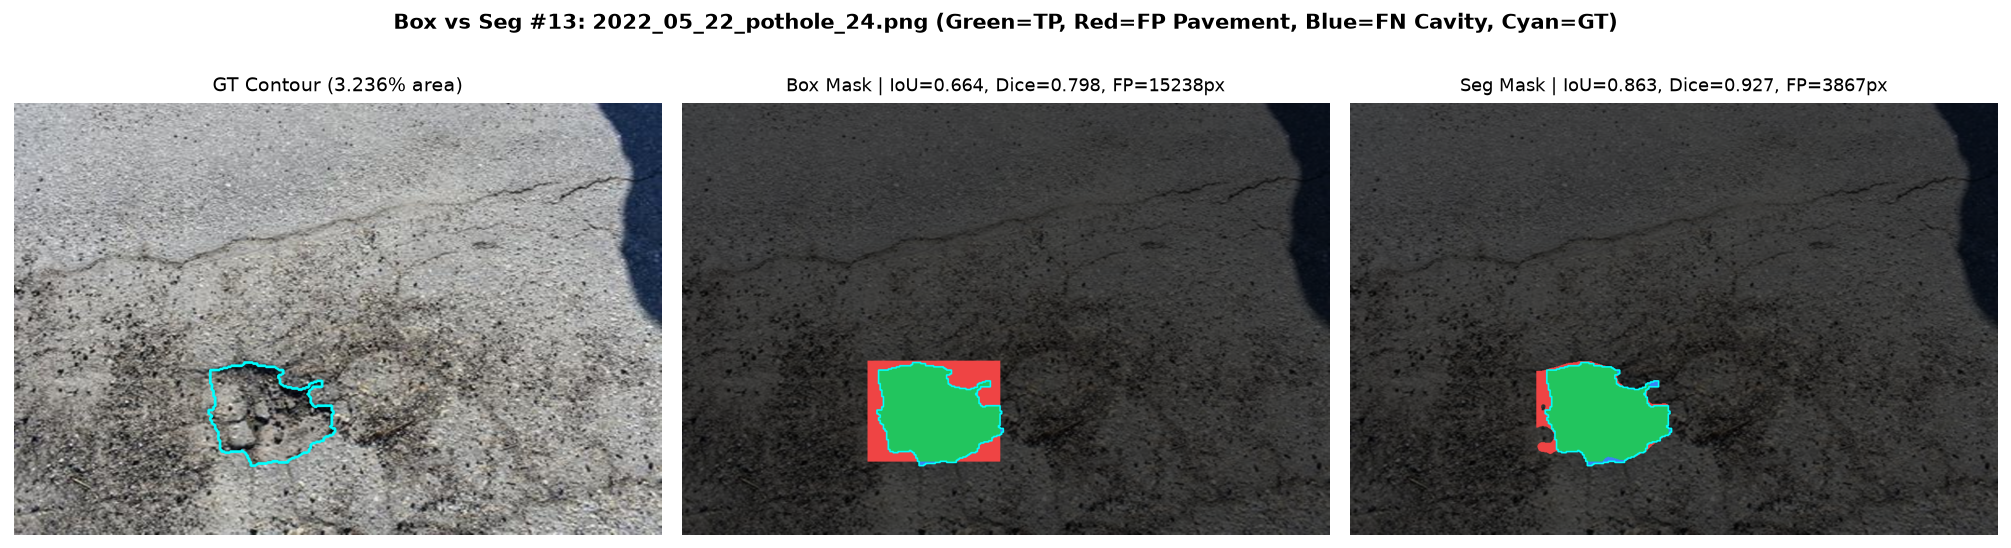 Box vs Seg #13: 2022_05_22_pothole_24.png (Green=TP, Red=FP Pavement, Blue=FN Cavity, Cyan=GT)
GT Contour (3.236% area)
Box Mask | IoU=0.664, Dice=0.798, FP=15238px
Seg Mask | IoU=0.863, Dice=0.927, FP=3867px